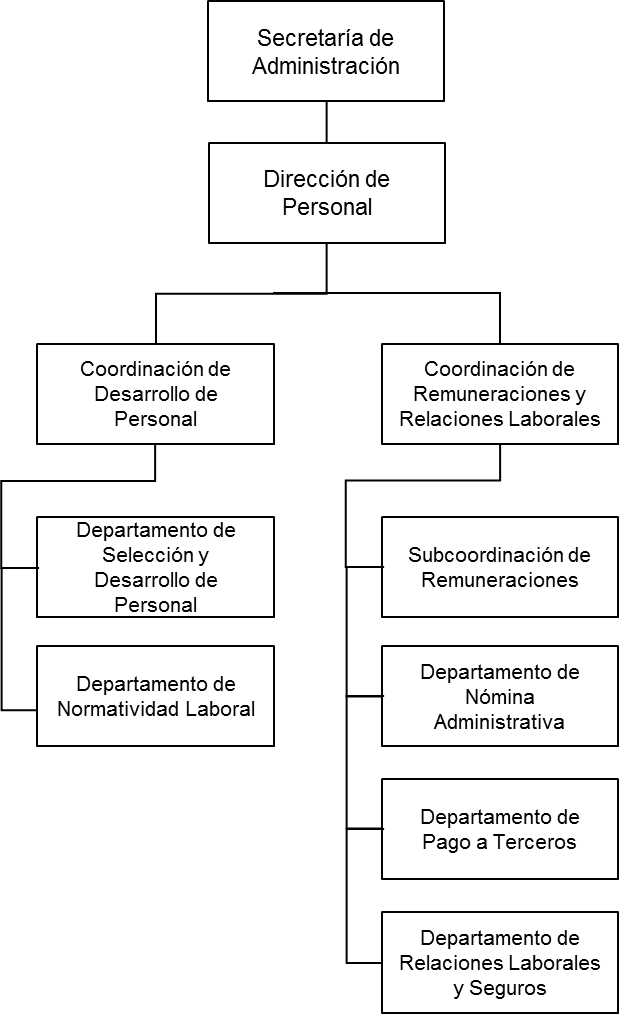 Secretaría de
Administración
Dirección de
Personal
Coordinación de
Desarrollo de
Personal
Coordinación de
Remuneraciones y
Relaciones Laborales
Departamento de
Selección y
Desarrollo de
Personal
Departamento de
Normatividad Laboral
Subcoordinación de
Remuneraciones
Departamento de
Nómina
Administrativa
Departamento de
Pago a Terceros
Departamento de
Relaciones Laborales
y Seguros